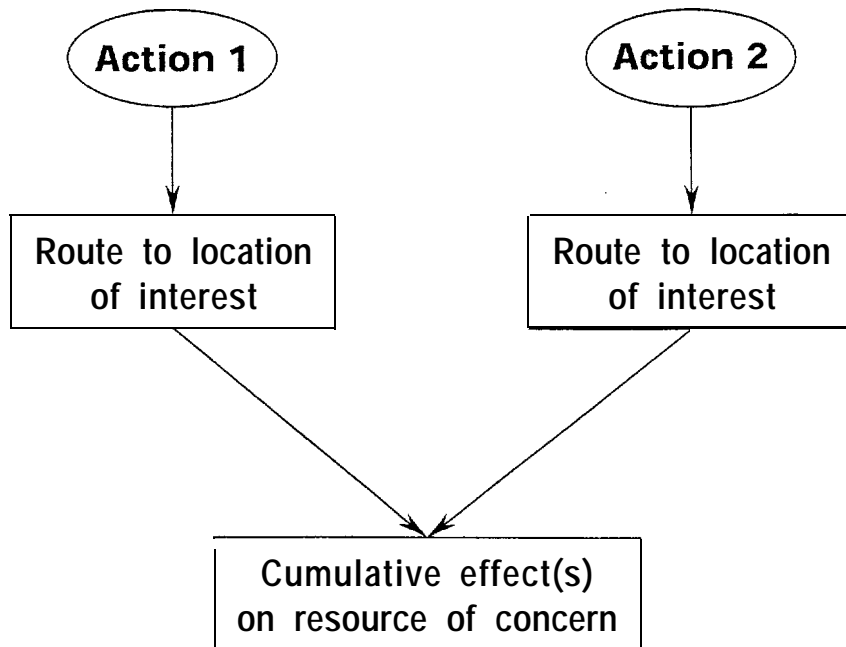 Action 1
Action 2
Route to location
of interest
Route to location
of interest
Cumulative effect(s)
on resource of concern